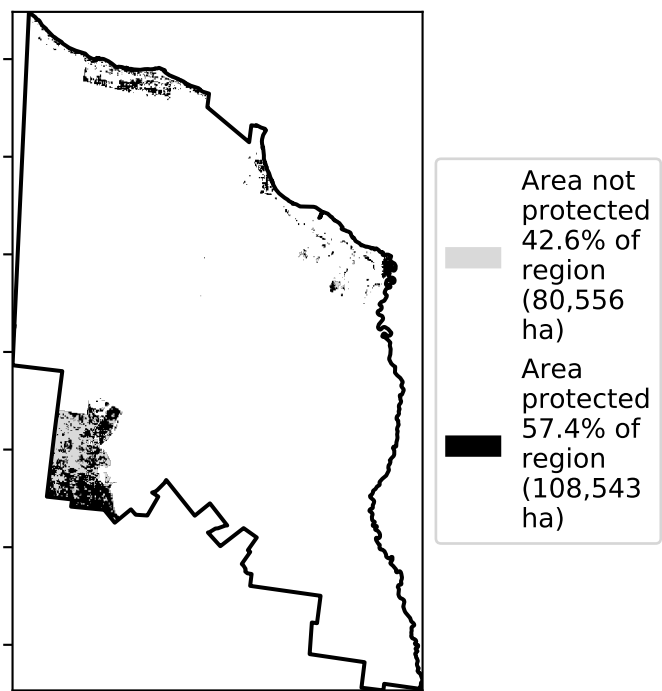 Area not
protected
42.6% of
region
(80,556
ha)
Area
protected
57.4% of
region
(108,543
ha)